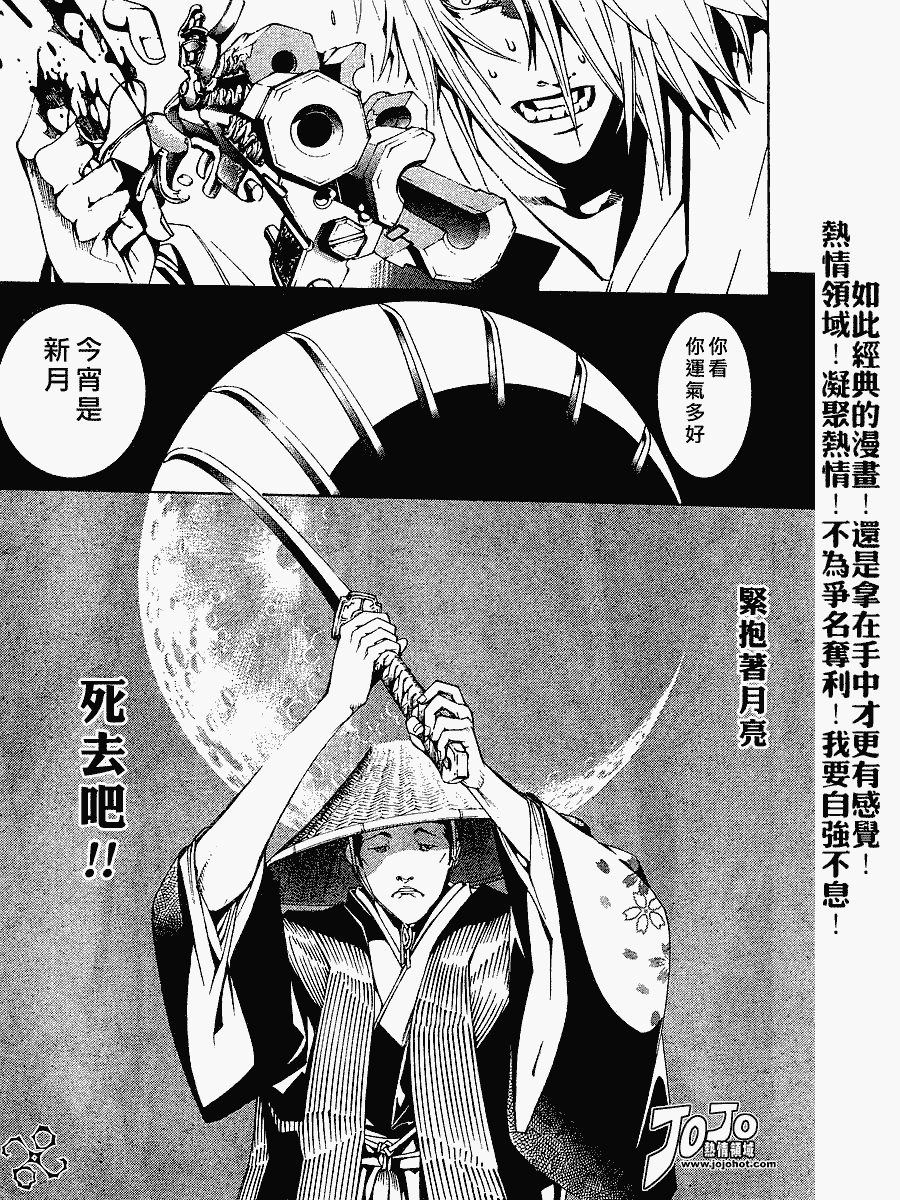 你看
你運氣多好
今宵是
新月
緊抱著月亮
死去吧!!
如此經典的漫畫！還是拿在手中才更有感覺！
熱情領域！凝聚熱情！不為爭名奪利！我要自強不息！
JOJO
熱情領域
www.jojohot.com